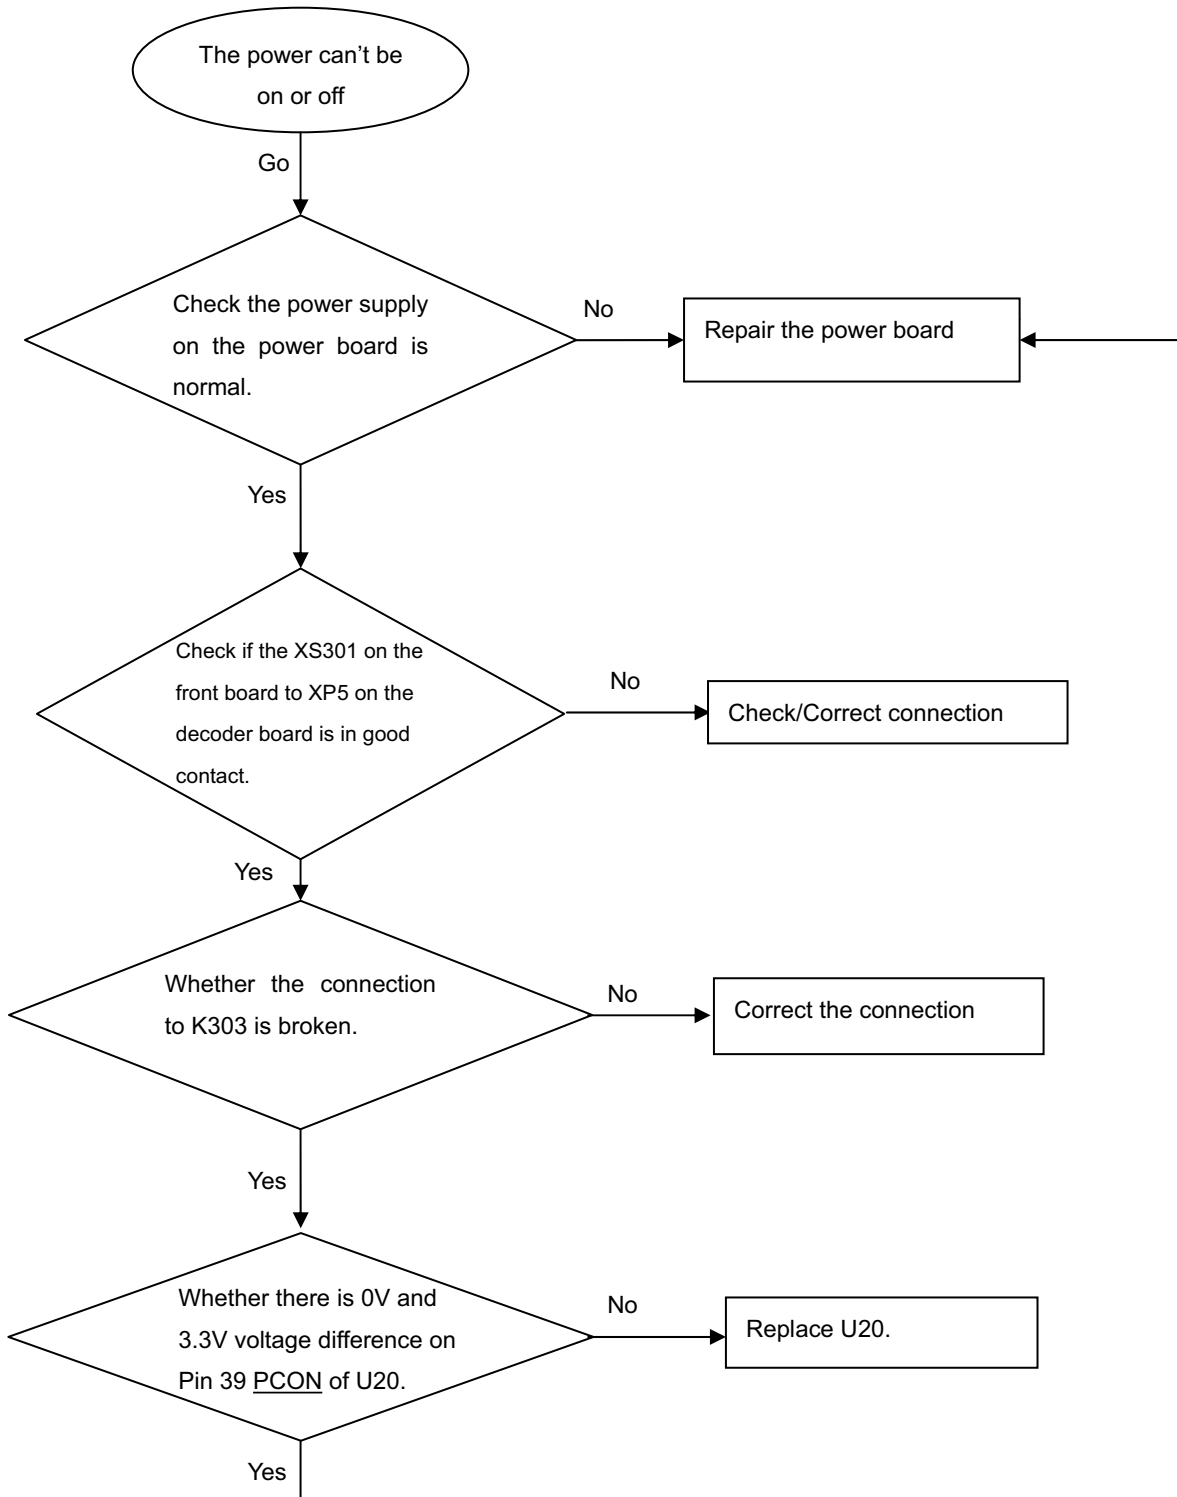 The power can't be
on or off
Go
Check the power supply
on the power board is
normal.
No
Repair the power board
Yes
Check if the XS301 on the
front board to XP5 on the
decoder board is in good
contact.
No
Check/Correct connection
Yes
Whether the connection
to K303 is broken.
No
Correct the connection
Yes
Whether there is 0V and
3.3V voltage difference on
Pin 39 PCON of U20.
No
Replace U20.
Yes